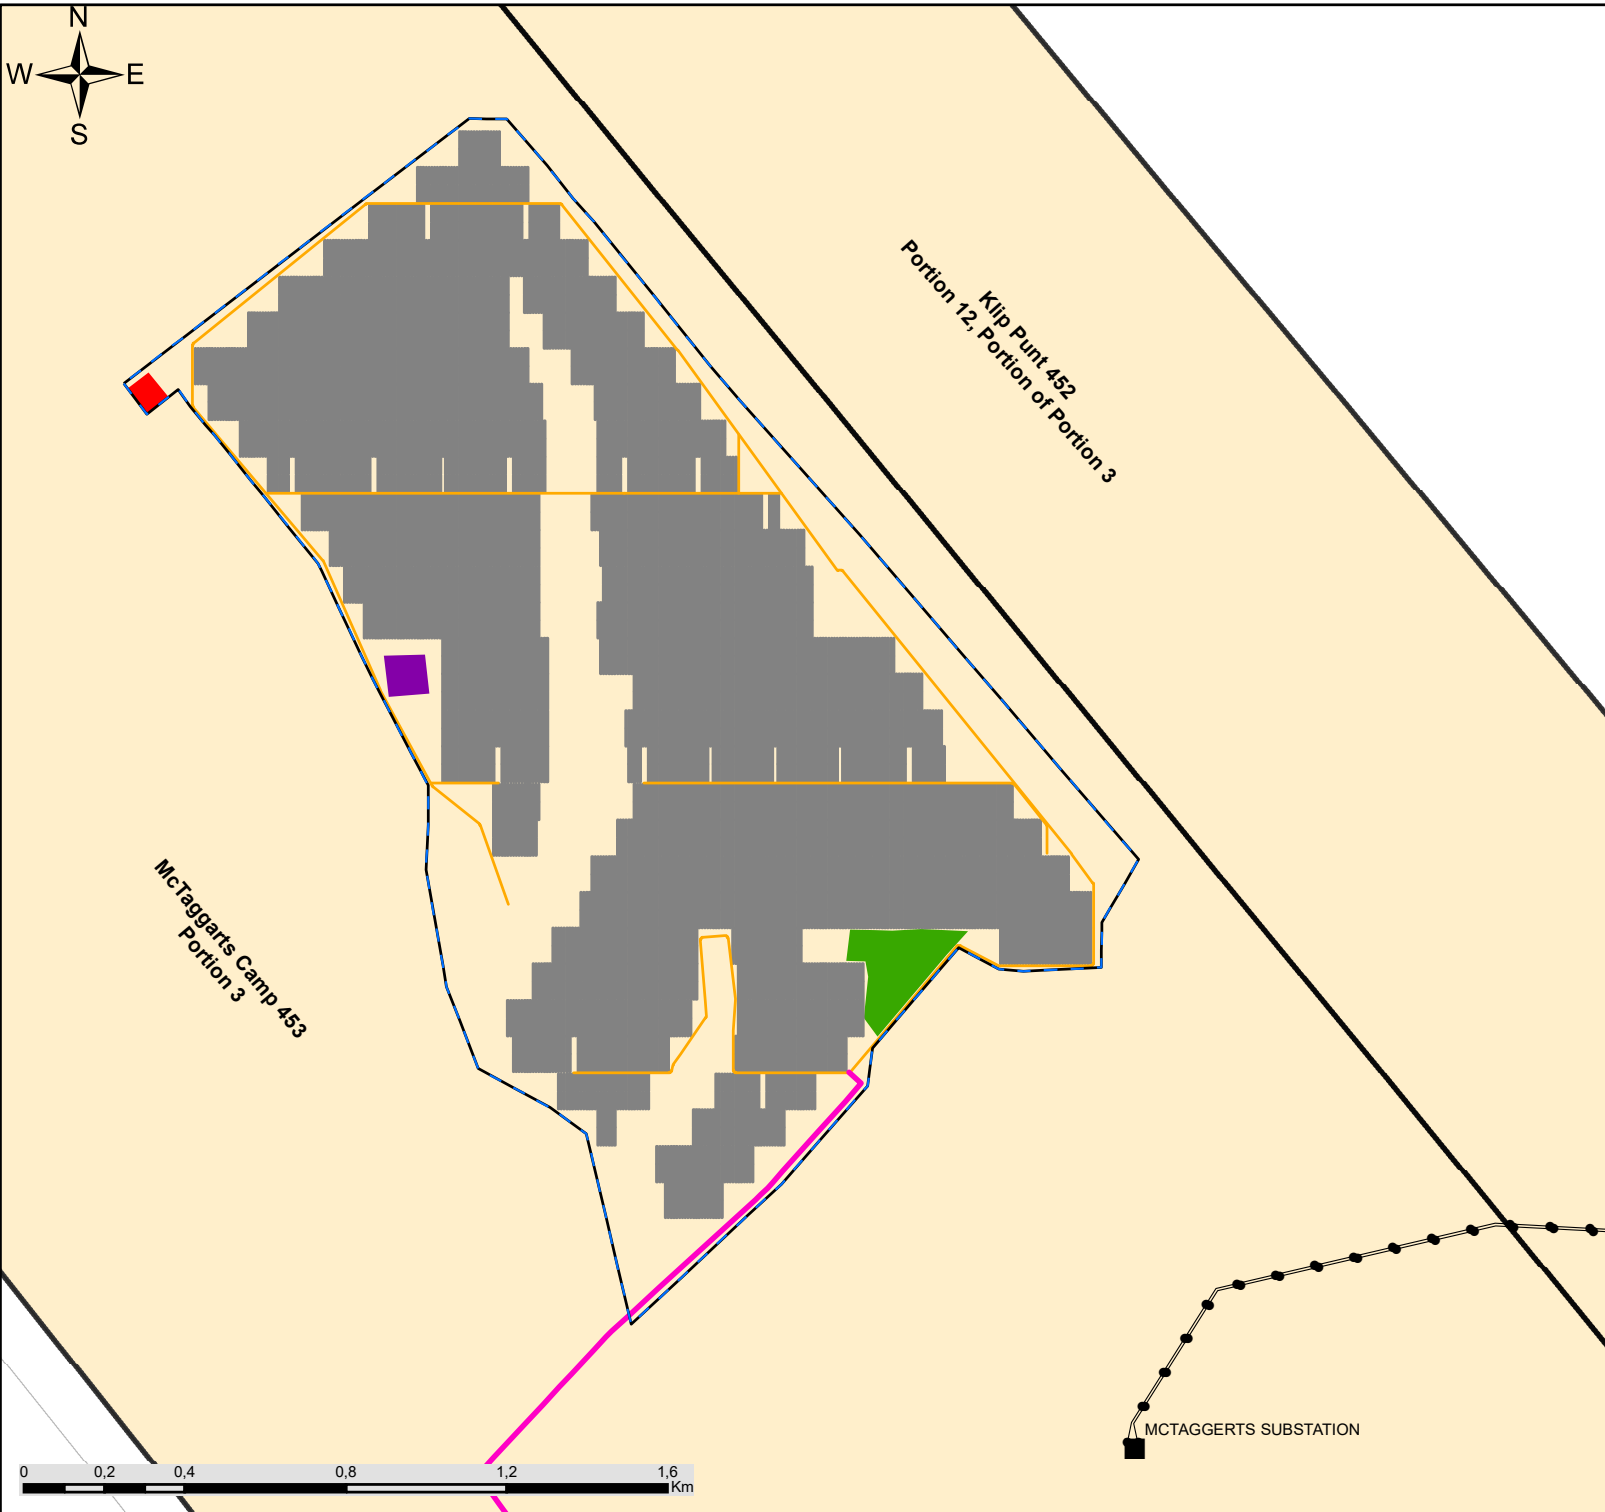 N
W E
S
Klip Punt 452
Portion 12, Portion of Portion 3
McTaggarts Camp 453
Portion 3
MCTAGGERTS SUBSTATION
0 0,2 0,4 0,8 1,2 1,6
Km